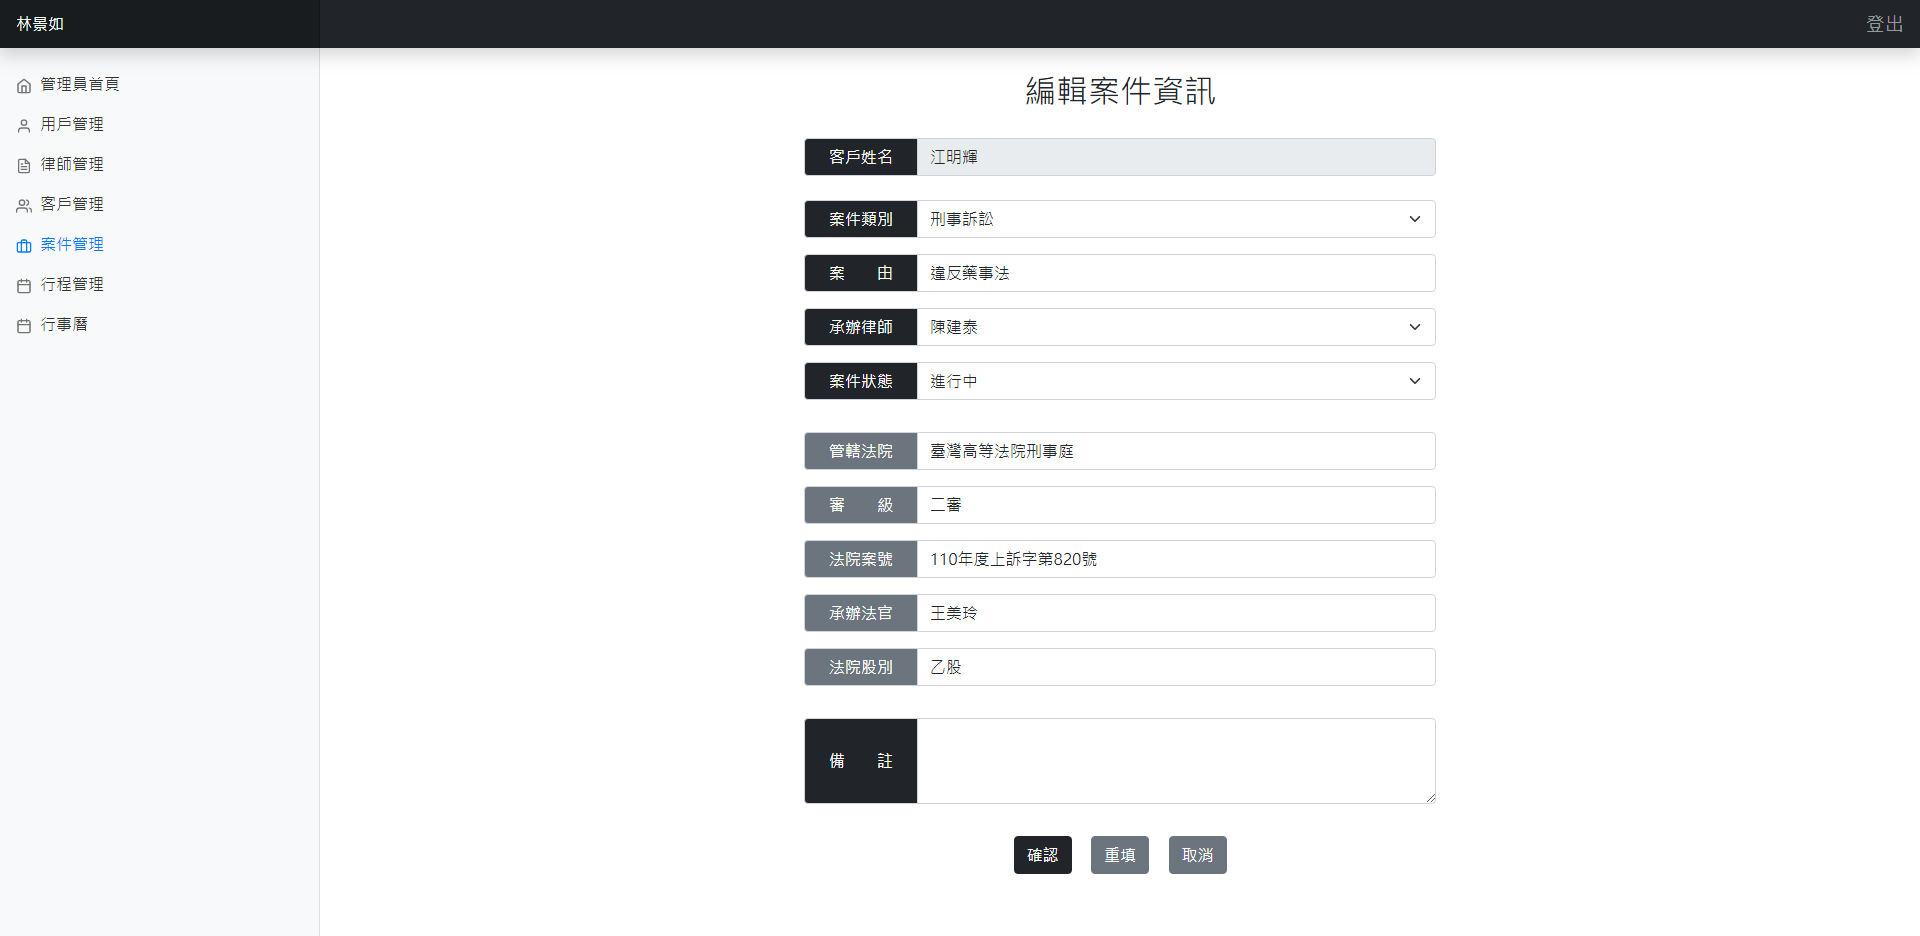 林景如
登出
管理員首頁
用戶管理
律師管理
客戶管理
案件管理
行程管理
行事曆
編輯案件資訊
客戶姓名 江明輝
案件類別 刑事訴訟
案　　由 違反藥事法
承辦律師 陳建泰
案件狀態 進行中
管轄法院 臺灣高等法院刑事庭
審　　級 二審
法院案號 110年度上訴字第820號
承辦法官 王美玲
法院股別 乙股
備　　註
確認 重填 取消